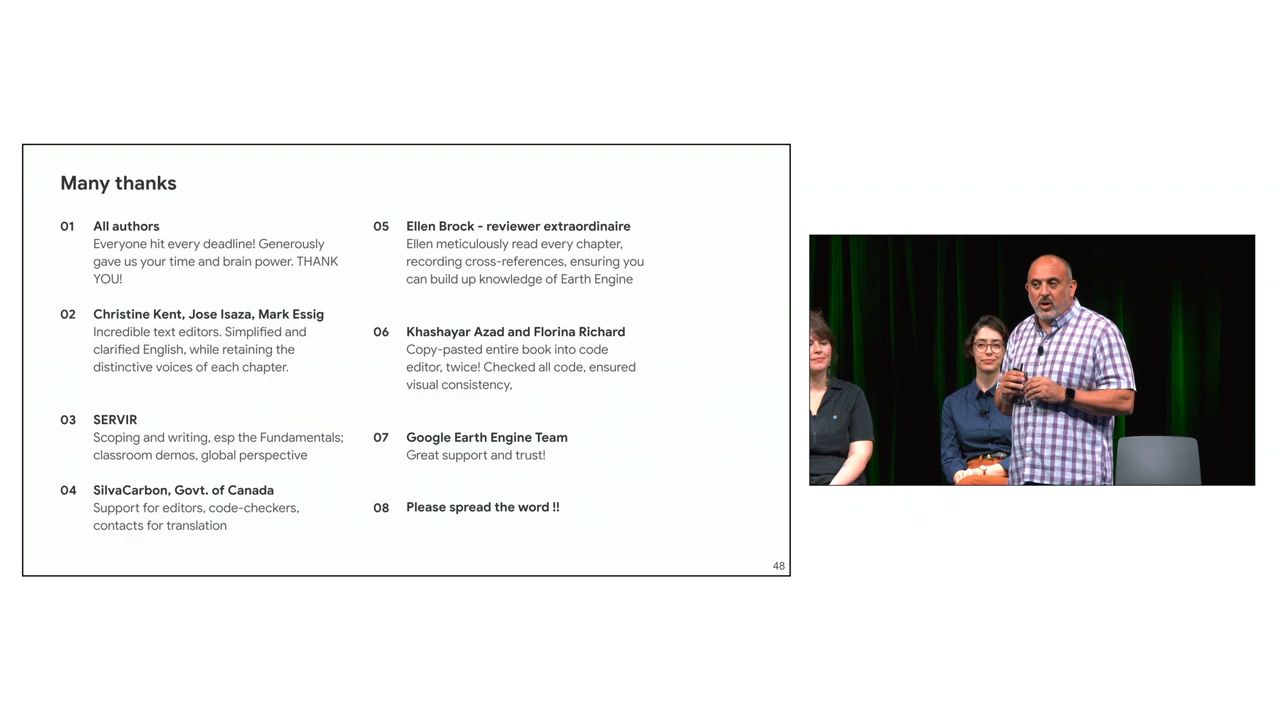 Many thanks
01 All authors
Everyone hit every deadline! Generously
gave us your time and brain power. THANK
YOU!
02 Christine Kent, Jose Isaza, Mark Essig
Incredible text editors. Simplified and
clarified English, while retaining the
distinctive voices of each chapter.
03 SERVIR
Scoping and writing, esp the Fundamentals;
classroom demos, global perspective
04 SilvaCarbon, Govt. of Canada
Support for editors, code-checkers,
contacts for translation
05 Ellen Brock - reviewer extraordinaire
Ellen meticulously read every chapter,
recording cross-references, ensuring you
can build up knowledge of Earth Engine
06 Khashayar Azad and Florina Richard
Copy-pasted entire book into code
editor, twice! Checked all code, ensured
visual consistency,
07 Google Earth Engine Team
Great support and trust!
08 Please spread the word !!
48